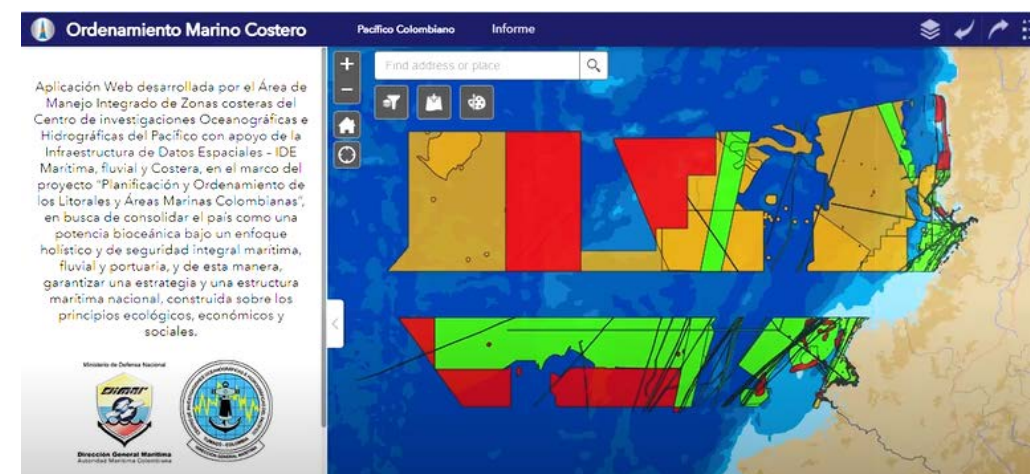 Ordenamiento Marino Costero
Pacífico Colombiano
Informe
Find address or place
Aplicación Web desarrollada por el Área de
Manejo Integrado de Zonas costeras del
Centro de investigaciones Oceanográficas e
Hidrográficas del Pacífico con apoyo de la
Infraestructura de Datos Espaciales - IDE
Marítima, fluvial y Costera, en el marco del
proyecto "Planificación y Ordenamiento de
los Litorales y Áreas Marinas Colombianas",
en busca de consolidar el país como una
potencia bioceánica bajo un enfoque
holístico y de seguridad integral marítima,
fluvial y portuaria, y de esta manera,
garantizar una estrategia y una estructura
marítima nacional, construida sobre los
principios ecológicos, económicos y
sociales.
Ministerio de Defensa Nacional
Dimar
Dirección General Marítima
Autoridad Marítima Colombiana